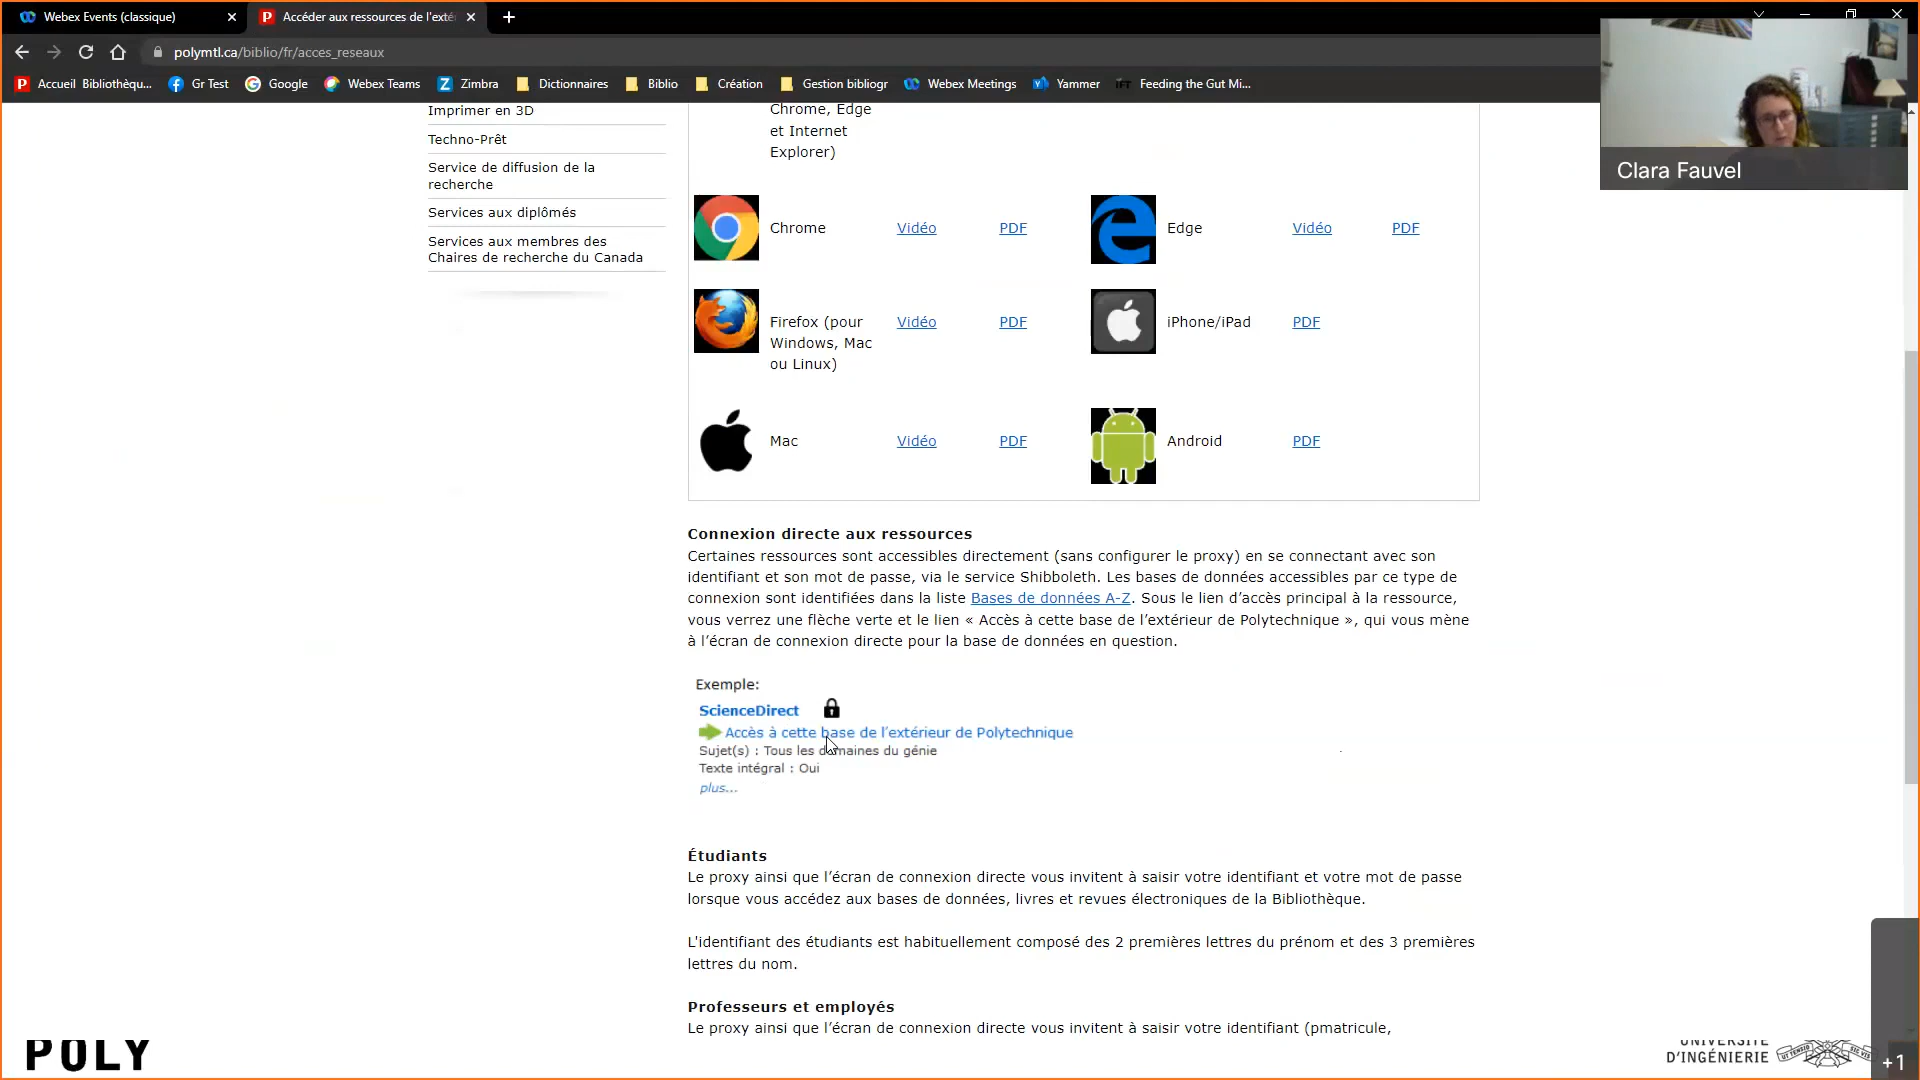 Webex Events (classique)
Accéder aux ressources de l'exté
polymtl.ca/biblio/fr/acces_reseaux
Accueil Bibliothèqu...
Gr Test
Google
Webex Teams
Zimbra
Dictionnaires
Biblio
Création
Gestion bibliogr
Webex Meetings
Yammer
Feeding the Gut Mi...
Clara Fauvel
Imprimer en 3D
Techno-Prêt
Service de diffusion de la
recherche
Services aux diplômés
Services aux membres des
Chaires de recherche du Canada
Chrome, Edge
et Internet
Explorer)
Chrome Vidéo PDF
Edge Vidéo PDF
Firefox (pour
Windows, Mac
ou Linux)
Vidéo PDF
iPhone/iPad PDF
Mac Vidéo PDF
Android PDF
Connexion directe aux ressources
Certaines ressources sont accessibles directement (sans configurer le proxy) en se connectant avec son
identifiant et son mot de passe, via le service Shibboleth. Les bases de données accessibles par ce type de
connexion sont identifiées dans la liste Bases de données A-Z. Sous le lien d’accès principal à la ressource,
vous verrez une flèche verte et le lien « Accès à cette base de l’extérieur de Polytechnique », qui vous mène
à l’écran de connexion directe pour la base de données en question.
Exemple:
ScienceDirect
Accès à cette base de l’extérieur de Polytechnique
Sujet(s) : Tous les domaines du génie
Texte intégral : Oui
plus...
Étudiants
Le proxy ainsi que l’écran de connexion directe vous invitent à saisir votre identifiant et votre mot de passe
lorsque vous accédez aux bases de données, livres et revues électroniques de la Bibliothèque.
L'identifiant des étudiants est habituellement composé des 2 premières lettres du prénom et des 3 premières
lettres du nom.
Professeurs et employés
Le proxy ainsi que l’écran de connexion directe vous invitent à saisir votre identifiant (pmatricule,
POLY
UNIVERSITÉ
D'INGÉNIERIE
+1